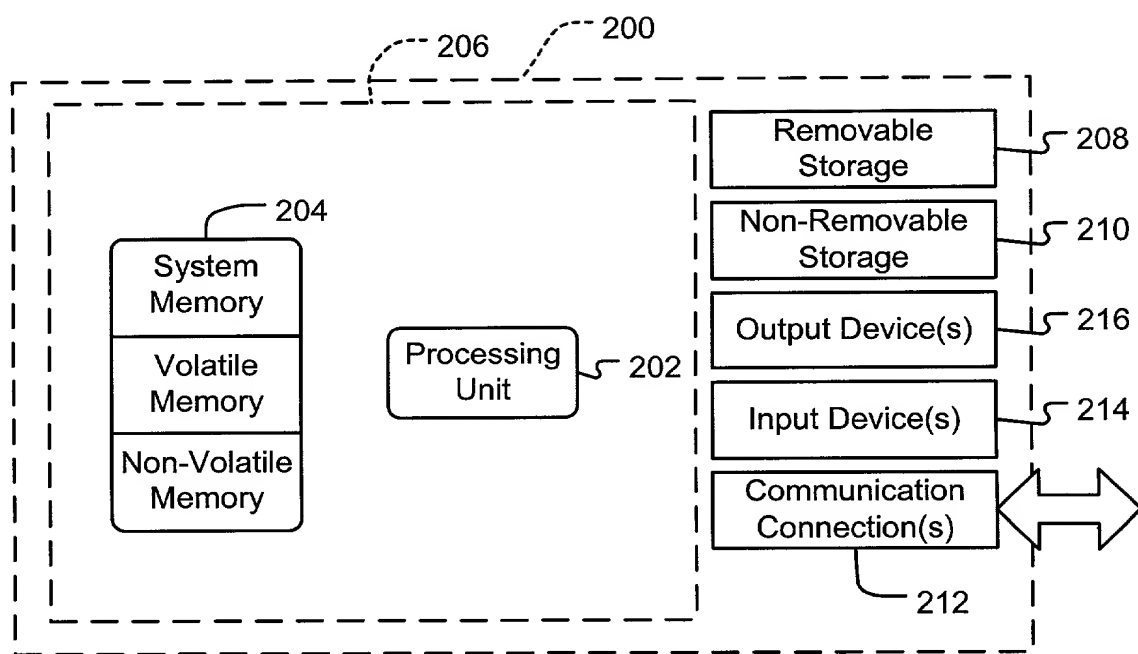 200
206
Removable
Storage
208
204
Non-Removable
Storage
210
System
Memory
Output Device(s)
216
Volatile
Memory
Processing
Unit
202
Input Device(s)
214
Non-Volatile
Memory
Communication
Connection(s)
212